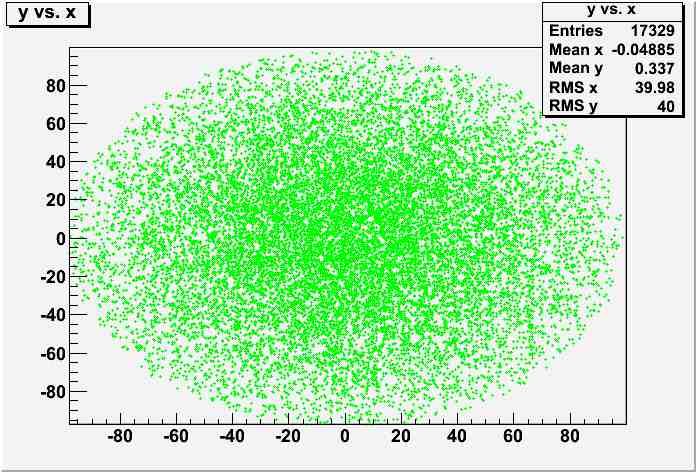 y vs. x
y vs. x
Entries 17329
Mean x -0.04885
Mean y 0.337
RMS x 39.98
RMS y 40
80
60
40
20
0
-20
-40
-60
-80
-80 -60 -40 -20 0 20 40 60 80